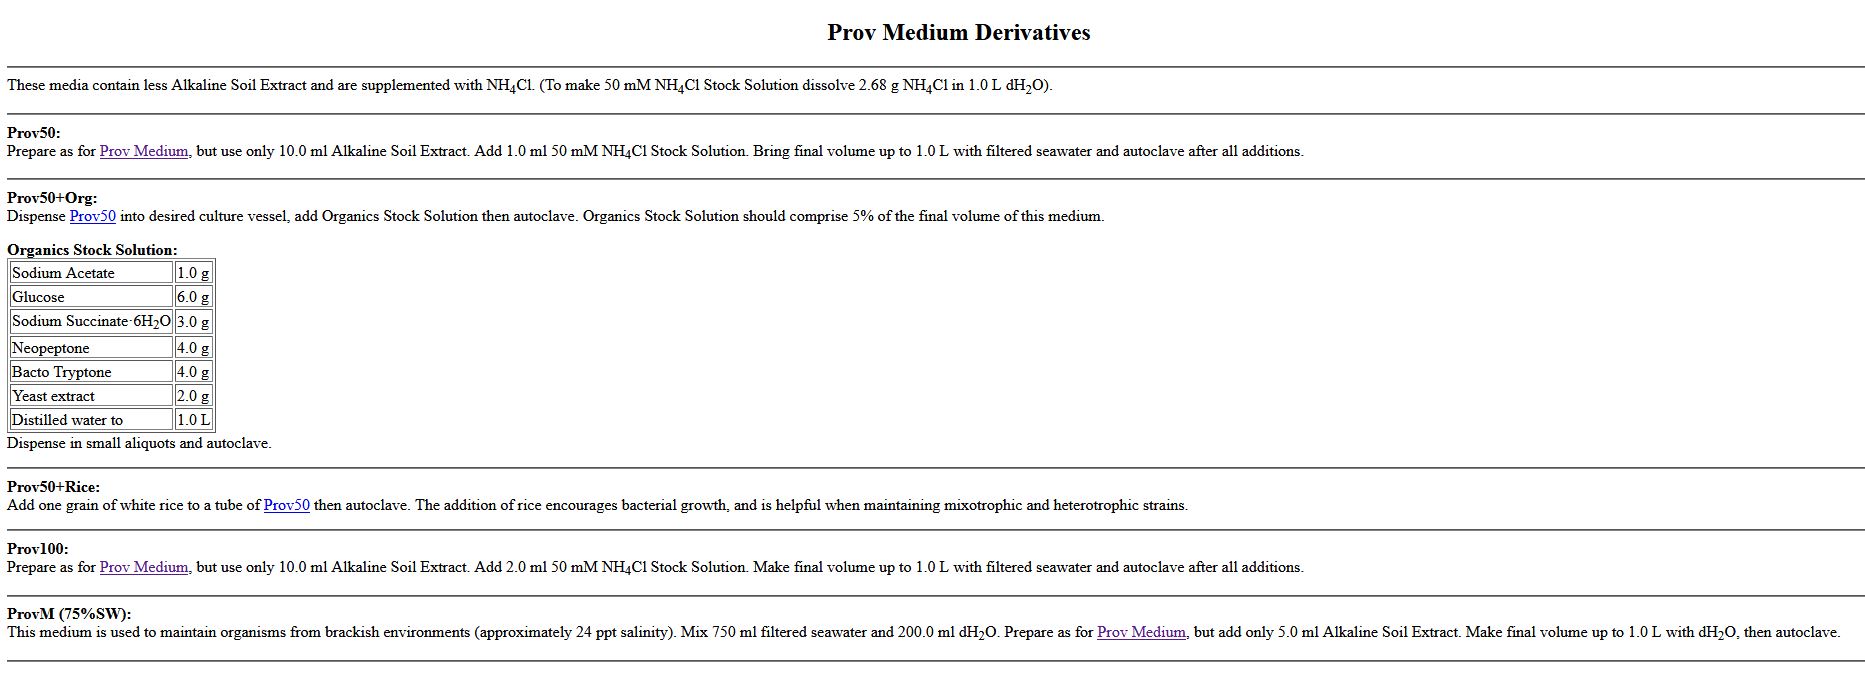 Prov Medium Derivatives
These media contain less Alkaline Soil Extract and are supplemented with NH₄Cl. (To make 50 mM NH₄Cl Stock Solution dissolve 2.68 g NH₄Cl in 1.0 L dH₂O).
Prov50:
Prepare as for Prov Medium, but use only 10.0 ml Alkaline Soil Extract. Add 1.0 ml 50 mM NH₄Cl Stock Solution. Bring final volume up to 1.0 L with filtered seawater and autoclave after all additions.
Prov50+Org:
Dispense Prov50 into desired culture vessel, add Organics Stock Solution then autoclave. Organics Stock Solution should comprise 5% of the final volume of this medium.
Organics Stock Solution:
Sodium Acetate 1.0 g
Glucose 6.0 g
Sodium Succinate·6H₂O 3.0 g
Neopeptone 4.0 g
Bacto Tryptone 4.0 g
Yeast extract 2.0 g
Distilled water to 1.0 L
Dispense in small aliquots and autoclave.
Prov50+Rice:
Add one grain of white rice to a tube of Prov50 then autoclave. The addition of rice encourages bacterial growth, and is helpful when maintaining mixotrophic and heterotrophic strains.
Prov100:
Prepare as for Prov Medium, but use only 10.0 ml Alkaline Soil Extract. Add 2.0 ml 50 mM NH₄Cl Stock Solution. Make final volume up to 1.0 L with filtered seawater and autoclave after all additions.
ProvM (75%SW):
This medium is used to maintain organisms from brackish environments (approximately 24 ppt salinity). Mix 750 ml filtered seawater and 200.0 ml dH₂O. Prepare as for Prov Medium, but add only 5.0 ml Alkaline Soil Extract. Make final volume up to 1.0 L with dH₂O, then autoclave.